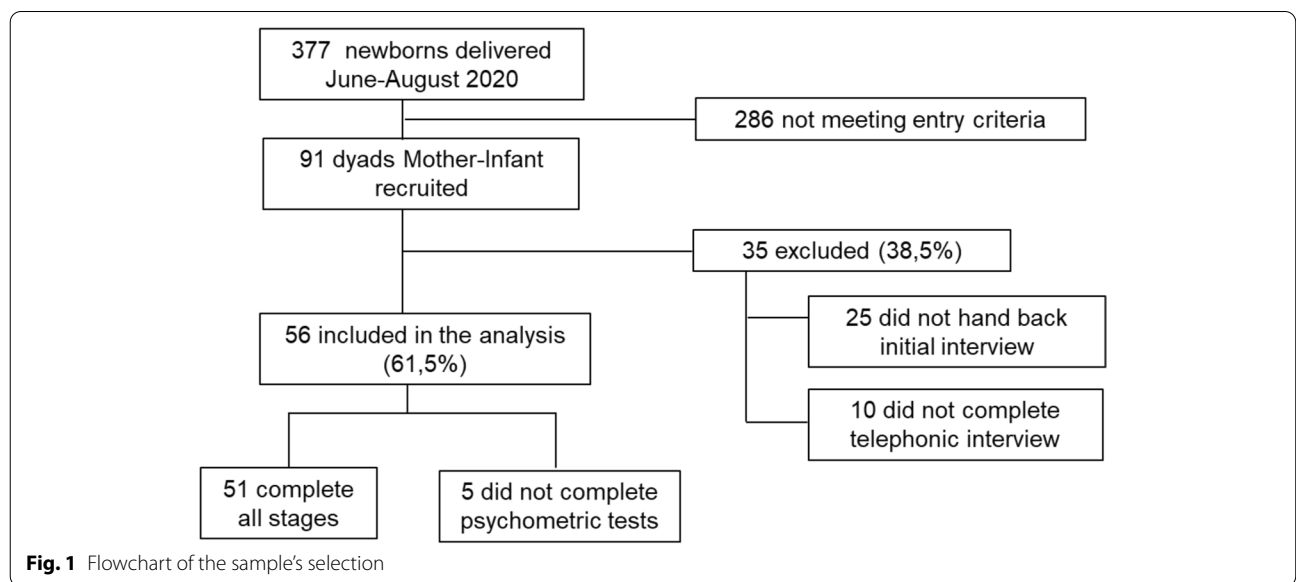 377 newborns delivered
June-August 2020
286 not meeting entry criteria
91 dyads Mother-Infant
recruited
35 excluded (38,5%)
25 did not hand back
initial interview
56 included in the analysis
(61,5%)
10 did not complete
telephonic interview
51 complete
all stages
5 did not complete
psychometric tests
Fig. 1 Flowchart of the sample's selection